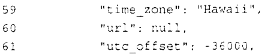 59 "time_zone": "Hawaii",
60 "url": null,
61 "utc_offset": -36000,